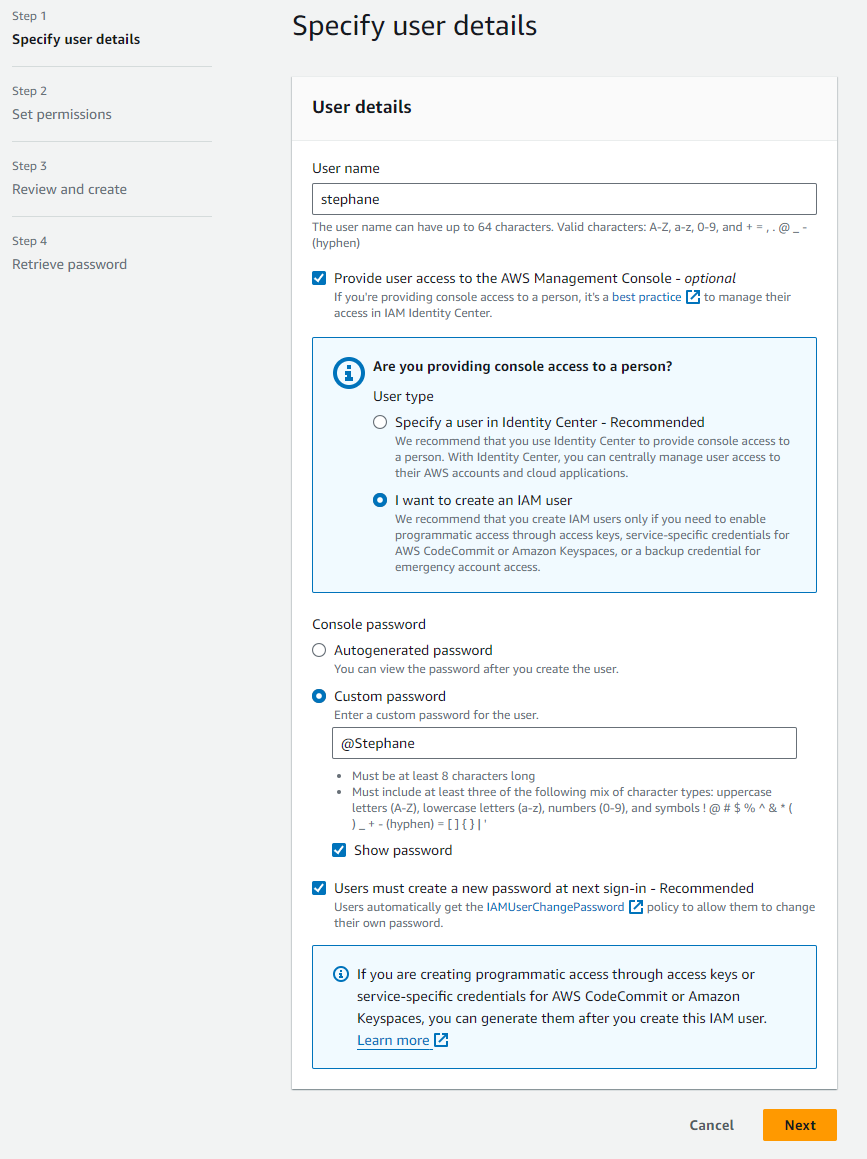 Step 1
Specify user details
Step 2
Set permissions
Step 3
Review and create
Step 4
Retrieve password
Specify user details
User details
User name
stephane
The user name can have up to 64 characters. Valid characters: A-Z, a-z, 0-9, and + = , . @ _ -
(hyphen)
Provide user access to the AWS Management Console - optional
If you're providing console access to a person, it's a best practice to manage their
access in IAM Identity Center.
Are you providing console access to a person?
User type
Specify a user in Identity Center - Recommended
We recommend that you use Identity Center to provide console access to
a person. With Identity Center, you can centrally manage user access to
their AWS accounts and cloud applications.
I want to create an IAM user
We recommend that you create IAM users only if you need to enable
programmatic access through access keys, service-specific credentials for
AWS CodeCommit or Amazon Keyspaces, or a backup credential for
emergency account access.
Console password
Autogenerated password
You can view the password after you create the user.
Custom password
Enter a custom password for the user.
@Stephane
• Must be at least 8 characters long
• Must include at least three of the following mix of character types: uppercase
letters (A-Z), lowercase letters (a-z), numbers (0-9), and symbols ! @ # $ % ^ & * (
) _ + - (hyphen) = [ ] { } | '
Show password
Users must create a new password at next sign-in - Recommended
Users automatically get the IAMUserChangePassword policy to allow them to change
their own password.
If you are creating programmatic access through access keys or
service-specific credentials for AWS CodeCommit or Amazon
Keyspaces, you can generate them after you create this IAM user.
Learn more
Cancel
Next